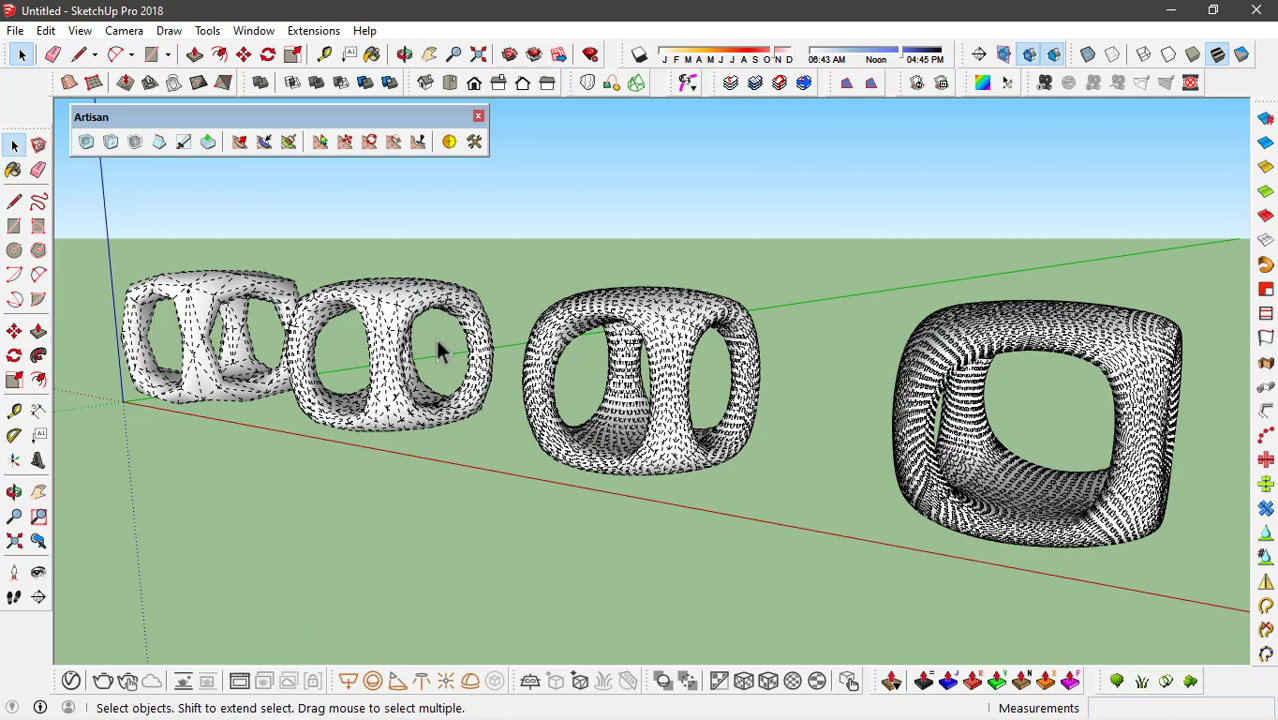 Untitled - SketchUp Pro 2018
File Edit View Camera Draw Tools Window Extensions Help
J F M A M J J A S O N D 06:43 AM Noon 04:45 PM
Artisan
Select objects. Shift to extend select. Drag mouse to select multiple. Measurements